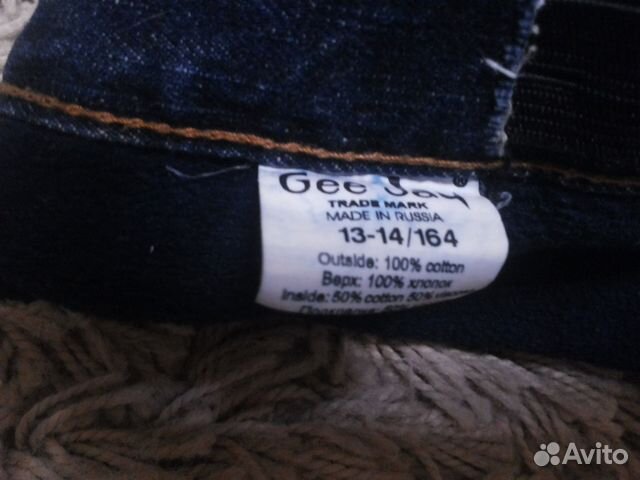 Gee Jay
TRADE MARK
MADE IN RUSSIA
13-14/164
Outside: 100% cotton
Верх: 100% хлопок
Inside: 50% cotton 50%
Avito